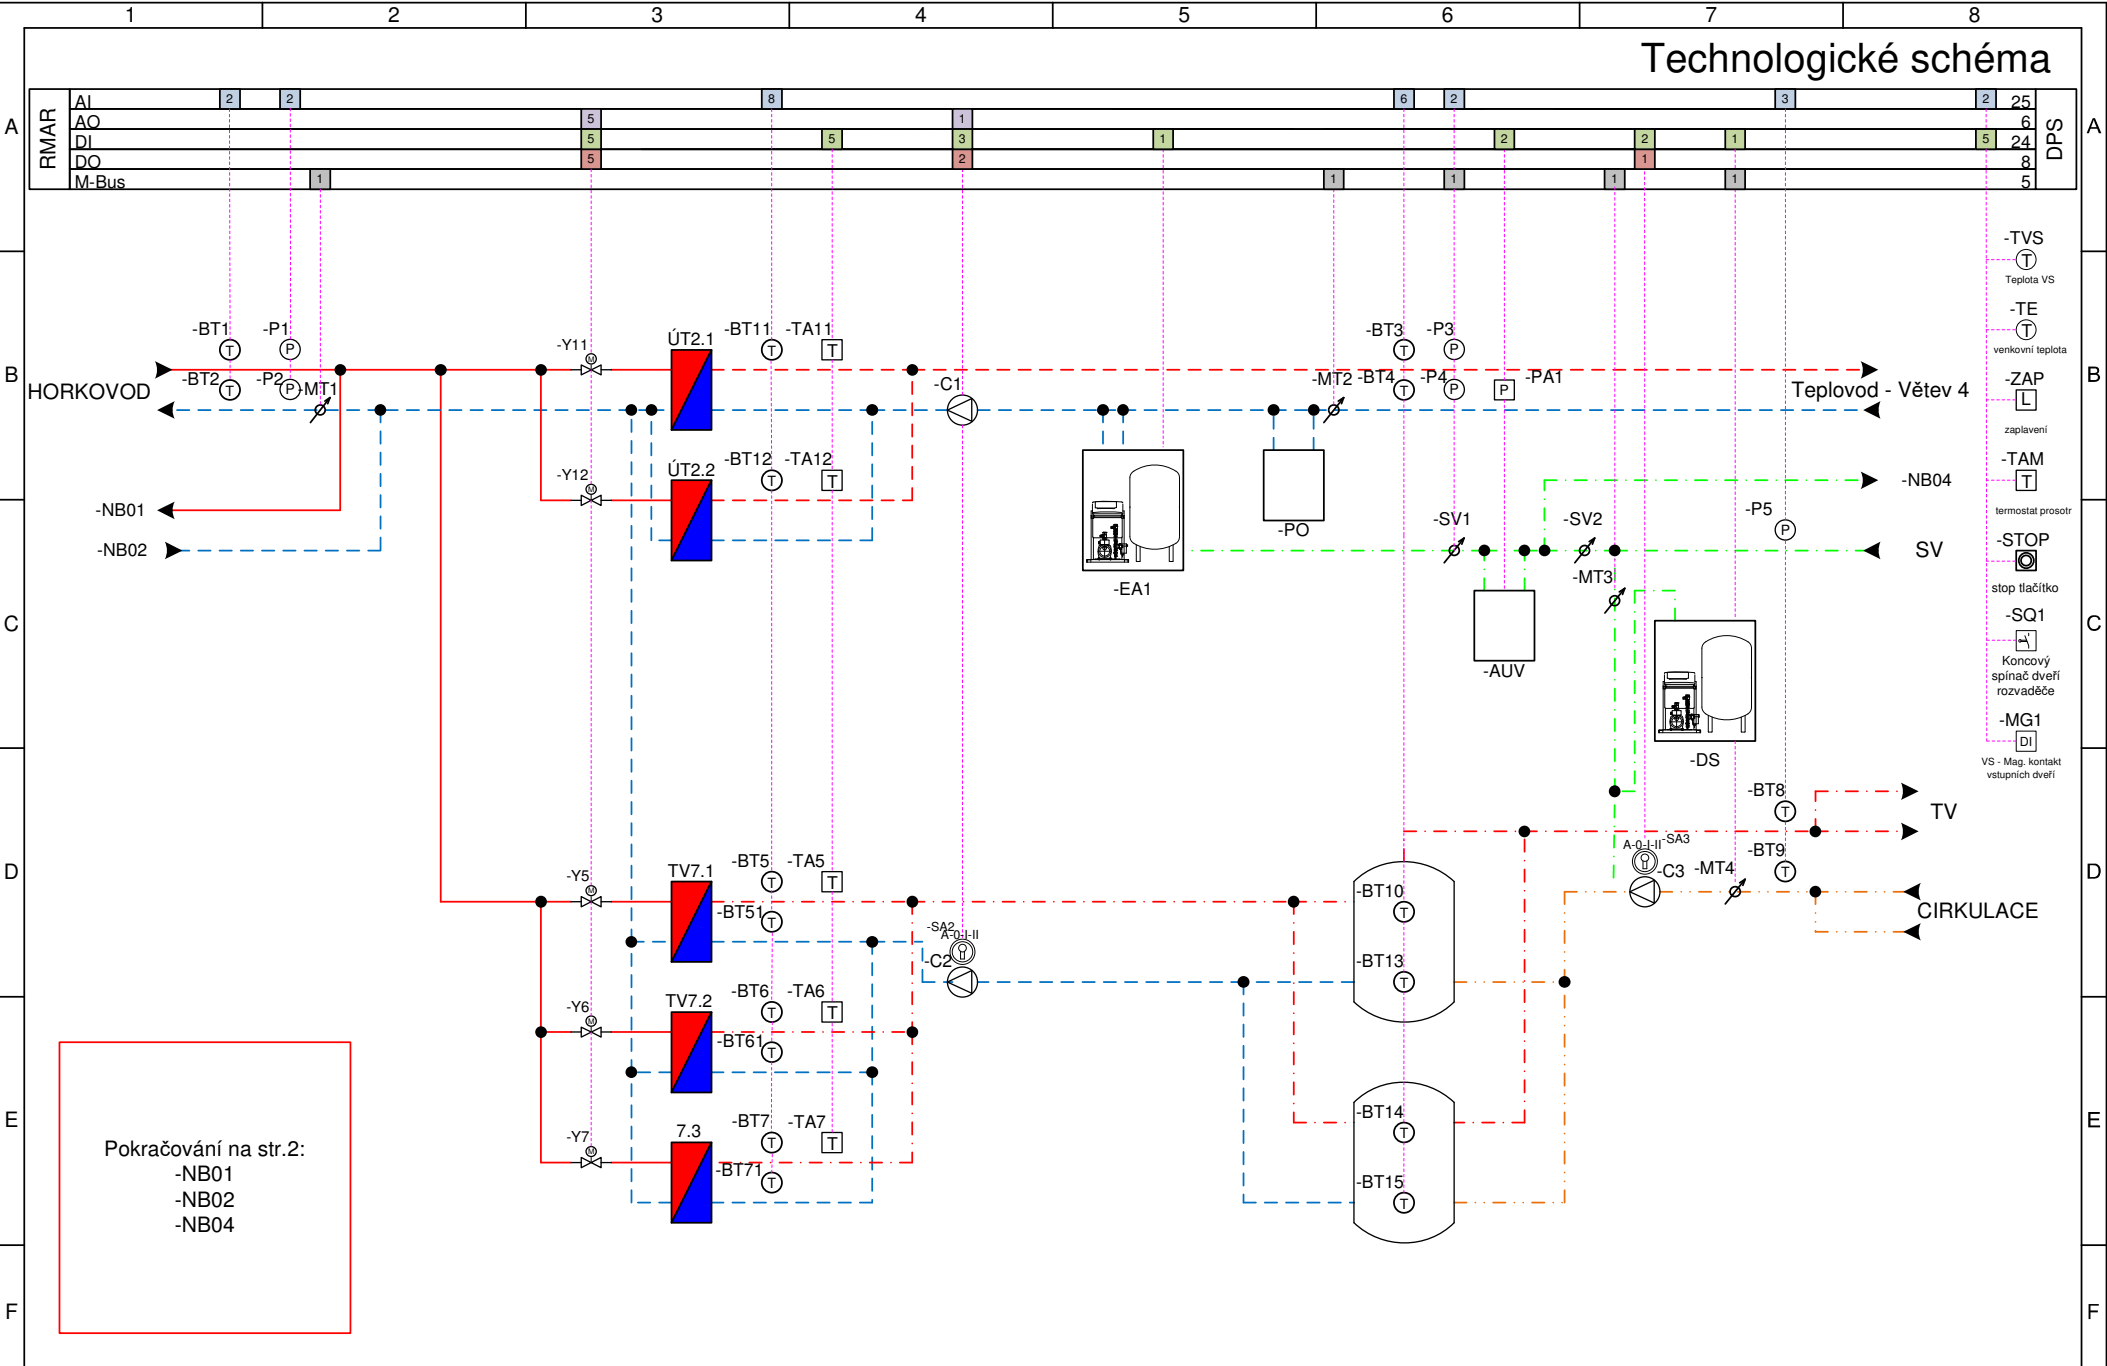 1 2 3 4 5 6 7 8
Technologické schéma
A
RMAR
AI 2 2 8 6 2 3 2 25
AO 5 1 6
DI 5 5 3 1 2 2 1 5 24
DO 5 2 1 8
M-Bus 1 1 1 1 1 5
DPS
A
-TVS
T
Teplota VS
-TE
T
venkovní teplota
-BT1 -P1 -Y11 ÚT2.1 -BT11 -TA11 -BT3 -P3
T P M T T T P
B
HORKOVOD
-BT2 -P2 -MT1
T P
-C1
-MT2 -BT4 -P4 -PA1
T P P
Teplovod - Větev 4
-ZAP
L
zaplavení
B
-Y12 ÚT2.2 -BT12 -TA12
M T T
-NB04
-TAM
T
termostat prosotr
-NB01
-NB02
-EA1
-PO
-SV1 -SV2 -P5
P
SV
-MT3
-AUV
-STOP
stop tlačítko
-SQ1
Koncový
spínač dveří
rozvaděče
C
C
-DS
-MG1
DI
VS - Mag. kontakt
vstupních dveří
-BT8
T
TV
D
-Y5 TV7.1 -BT5 -TA5
M T T
-BT51
T
-SA2
A-0-I-II
-C2
-BT10
T
-BT13
T
A-0-I-II -SA3
-C3 -MT4 -BT9
T
CIRKULACE
D
-Y6 TV7.2 -BT6 -TA6
M T T
-BT61
T
E
-Y7 7.3 -BT7 -TA7
M T T
-BT71
T
-BT14
T
-BT15
T
E
Pokračování na str.2:
-NB01
-NB02
-NB04
F
F